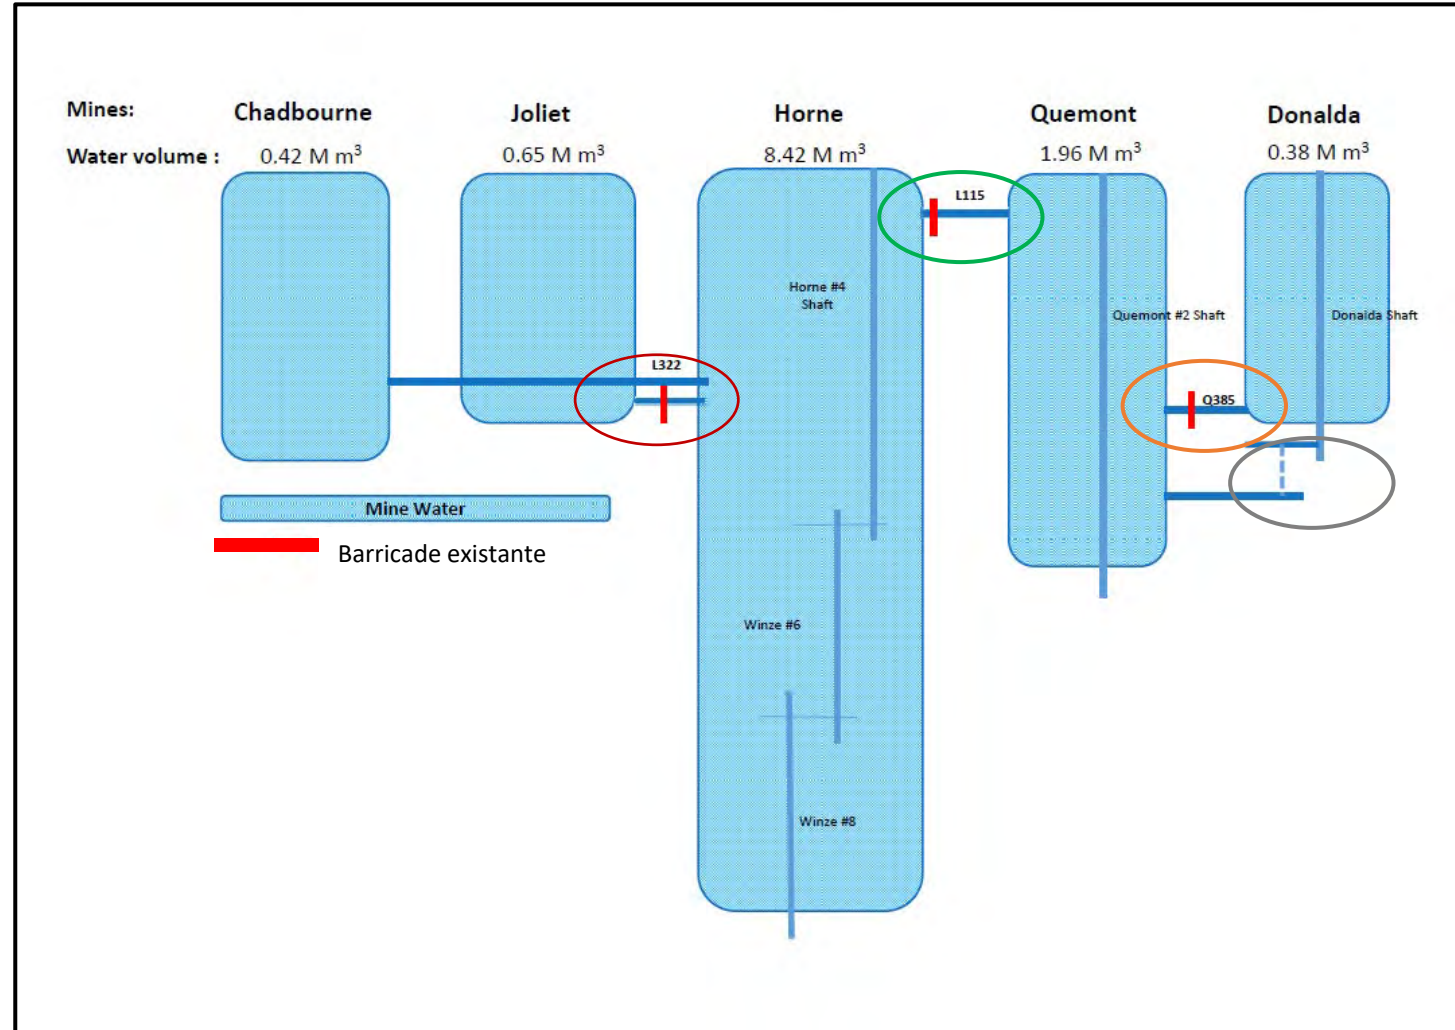 Mines: Chadbourne Joliet Horne Quemont Donalda
Water volume : 0.42 M m³ 0.65 M m³ 8.42 M m³ 1.96 M m³ 0.38 M m³
L115
Horne #4
Shaft
Quemont #2 Shaft
Donalda Shaft
L322
Q385
Mine Water
Barricade existante
Winze #6
Winze #8